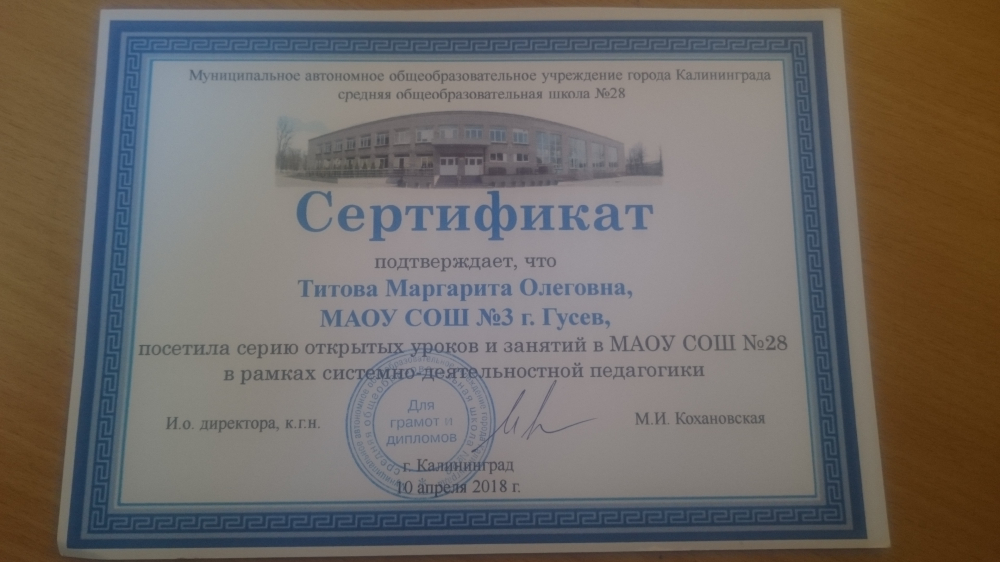 Муниципальное автономное общеобразовательное учреждение города Калининграда
средняя общеобразовательная школа №28
Сертификат
подтверждает, что
Титова Маргарита Олеговна,
МАОУ СОШ №3 г. Гусев,
посетила серию открытых уроков и занятий в МАОУ СОШ №28
в рамках системно-деятельностной педагогики
И.о. директора, к.г.н.
Для
грамот и
дипломов
М.И. Кохановская
г. Калининград
10 апреля 2018 г.